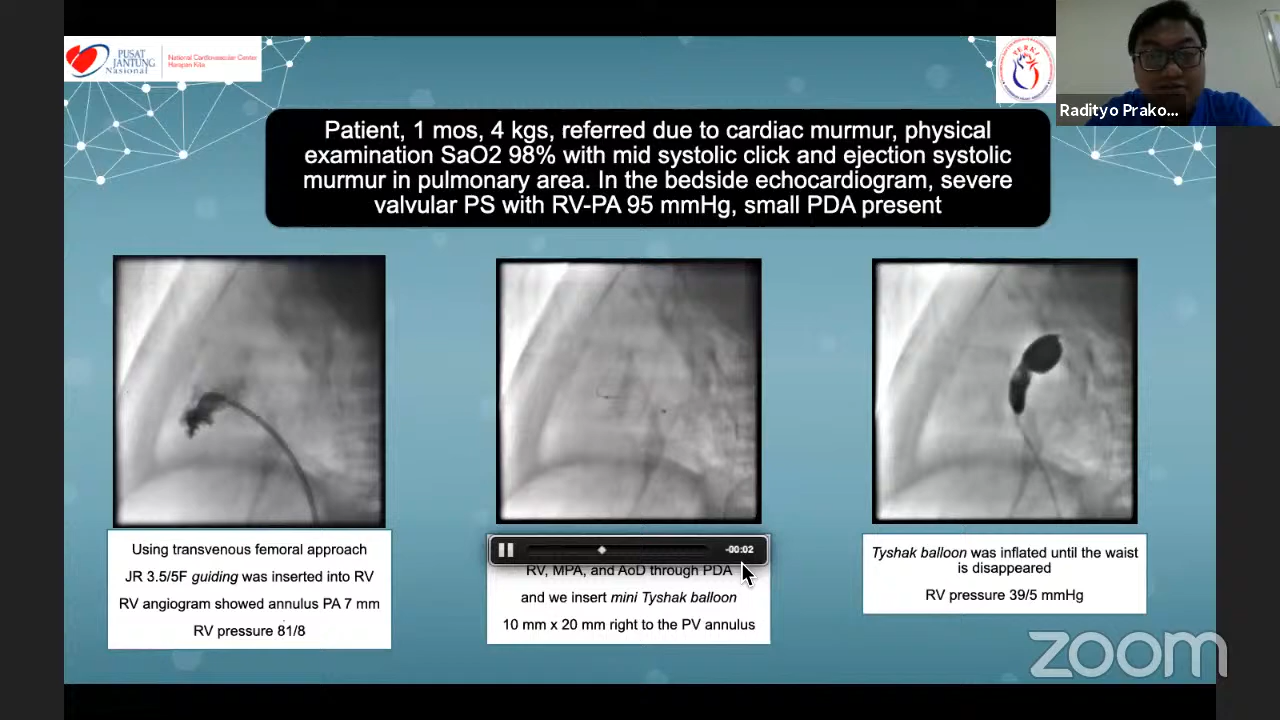 PUSAT
JANTUNG
Nasional
National Cardiovascular Center
Harapan Kita
PERKI
Radityo Prako...
Patient, 1 mos, 4 kgs, referred due to cardiac murmur, physical
examination SaO2 98% with mid systolic click and ejection systolic
murmur in pulmonary area. In the bedside echocardiogram, severe
valvular PS with RV-PA 95 mmHg, small PDA present
Using transvenous femoral approach
JR 3.5/5F guiding was inserted into RV
RV angiogram showed annulus PA 7 mm
RV pressure 81/8
-00:02
RV, MPA, and AoD through PDA
and we insert mini Tyshak balloon
10 mm x 20 mm right to the PV annulus
Tyshak balloon was inflated until the waist
is disappeared
RV pressure 39/5 mmHg
zoom